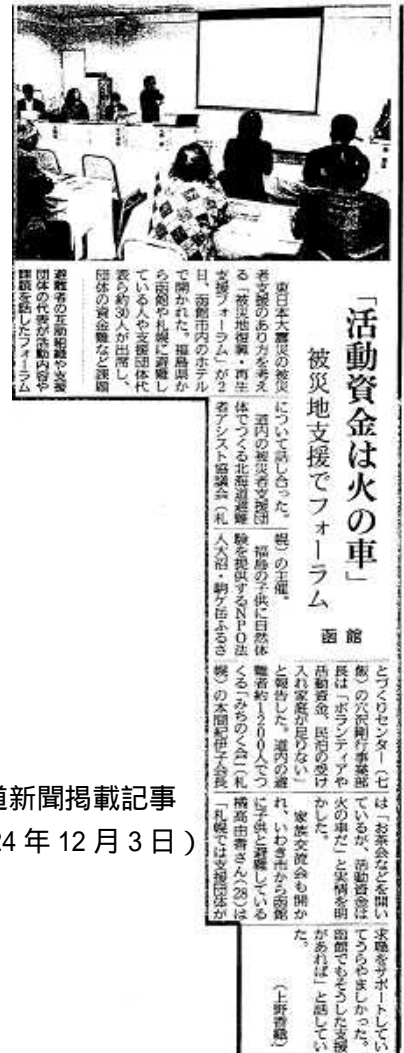 「活動資金は火の車」
被災地支援でフォーラム
函館
東日本大震災の被災
者支援のあり方を考え
る「被災地復興・再生
支援フォーラム」が2
日、函館市内のホテル
で開かれた。福島県か
ら函館や札幌に避難し
ている人や支援団体代
表ら約30人が出席し、
団体の資金難など課題
について話し合った。
道内の被災者支援団
体でつくる北海道避難
者アシスト協議会(札
幌)の主催。
福島の子供に自然体
験を提供するNPO法
人大沼・駒ケ岳ふるさ
とづくりセンター(七
飯)の穴沢剛行事業部
長は「ボランティアや
活動資金、民泊の受け
入れ家庭が足りない」
と報告した。道内の避
難者約1200人でつ
くる「みちのく会」(札
幌)の本間紀伊子会長
は「お茶会などを開い
ているが、活動資金は
火の車だ」と実情を明
かした。
家族交流会も開か
れ、いわき市から函館
に子供と避難している
橋高由香さん(28)は
「札幌では支援団体が
求職をサポートしてい
てうらやましかった。
函館でもそうした支援
があれば」と話してい
た。
(上野香織)
避難者の互助組織や支援
団体の代表が活動内容や
課題を話したフォーラム
道新聞掲載記事
24年12月3日)